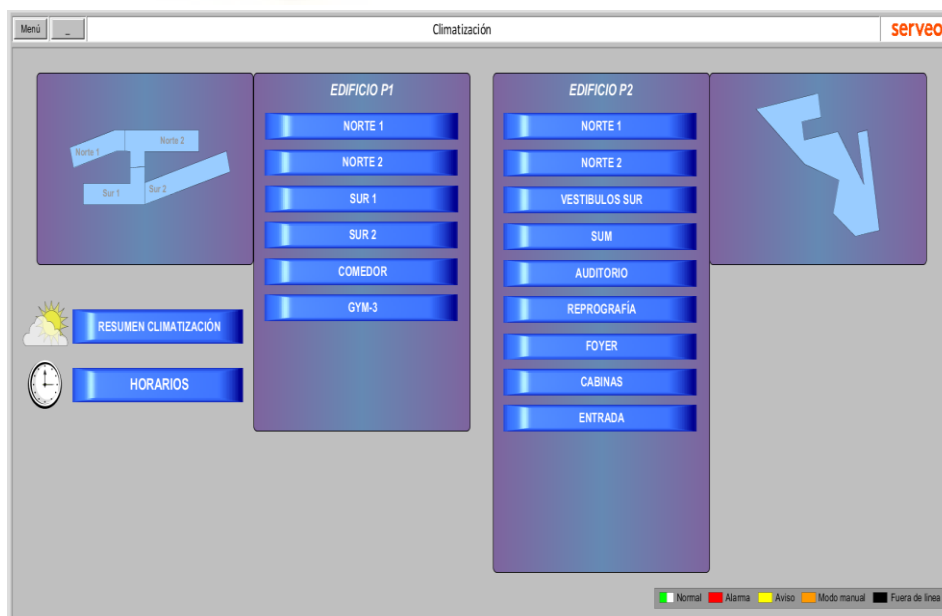 Menú
_
Climatización
serveo
EDIFICIO P1
NORTE 1
NORTE 2
SUR 1
SUR 2
COMEDOR
GYM-3
EDIFICIO P2
NORTE 1
NORTE 2
VESTIBULOS SUR
SUM
AUDITORIO
REPROGRAFÍA
FOYER
CABINAS
ENTRADA
Norte 1
Norte 2
Sur 1
Sur 2
RESUMEN CLIMATIZACIÓN
HORARIOS
Normal
Alarma
Aviso
Modo manual
Fuera de linea